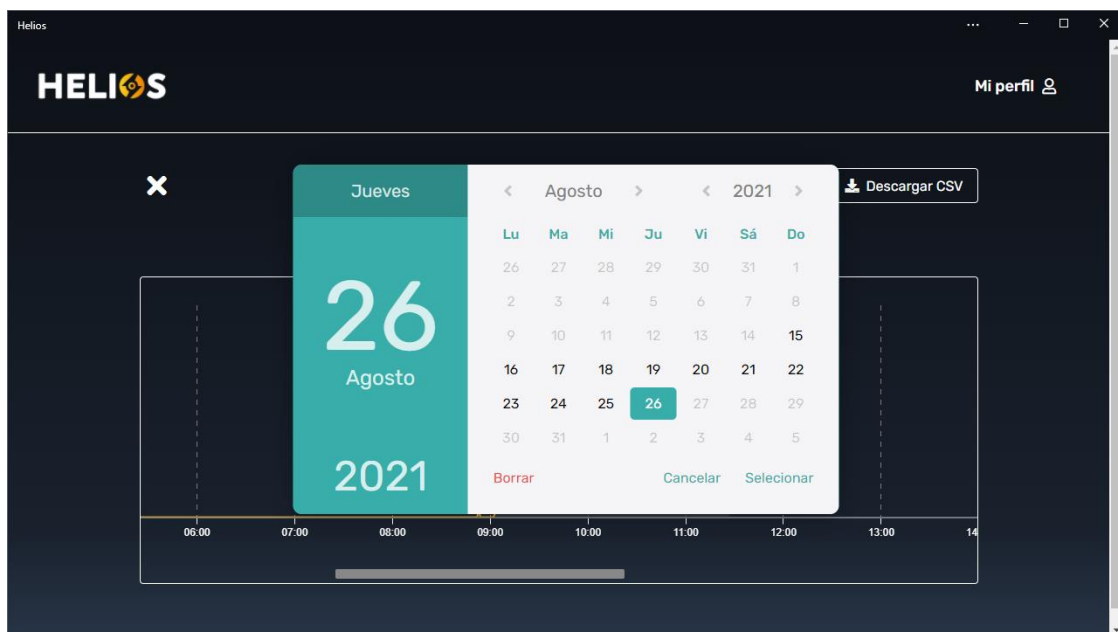 Helios
HELIOS
Mi perfil
Descargar CSV
Jueves
26
Agosto
2021
Agosto 2021
Lu Ma Mi Ju Vi Sá Do
26 27 28 29 30 31 1
2 3 4 5 6 7 8
9 10 11 12 13 14 15
16 17 18 19 20 21 22
23 24 25 26 27 28 29
30 31 1 2 3 4 5
Borrar Cancelar Selecionar
06:00 07:00 08:00 09:00 10:00 11:00 12:00 13:00 14